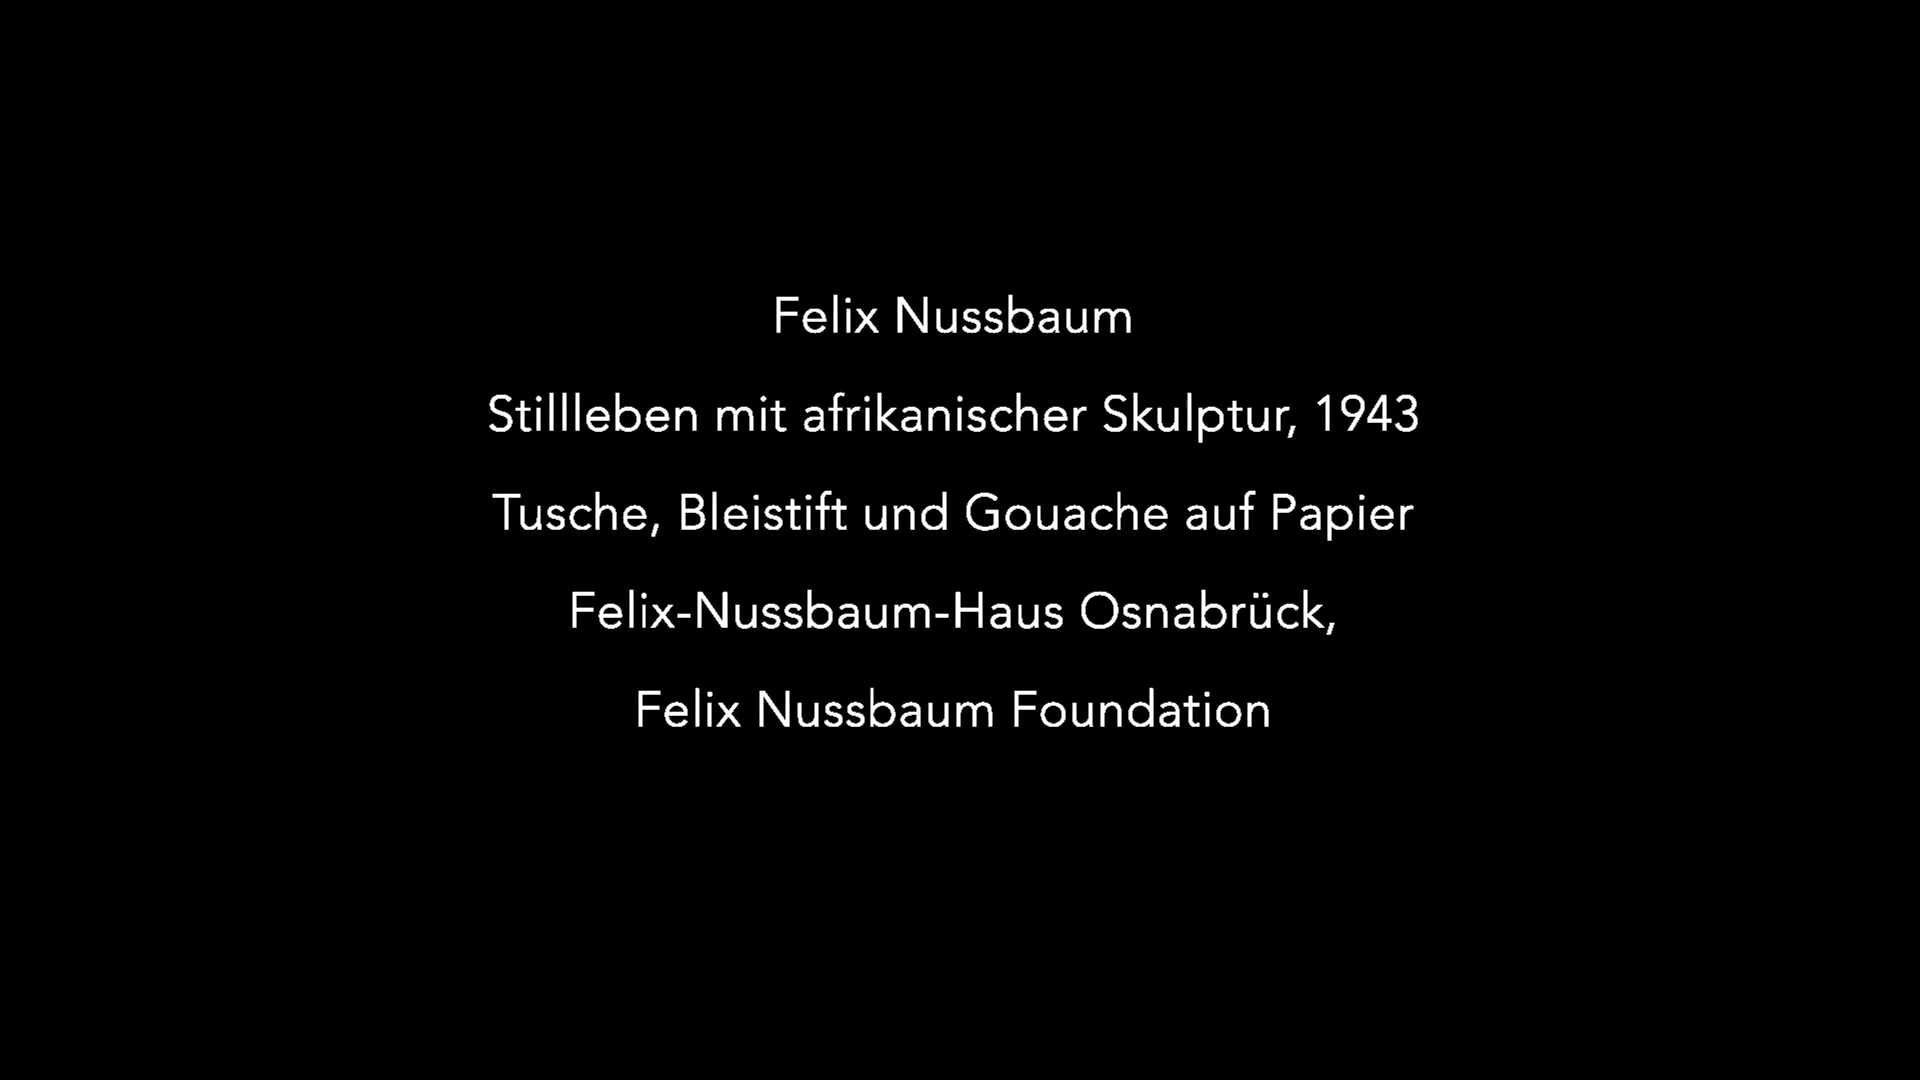 Felix Nussbaum
Stillleben mit afrikanischer Skulptur, 1943
Tusche, Bleistift und Gouache auf Papier
Felix-Nussbaum-Haus Osnabrück,
Felix Nussbaum Foundation